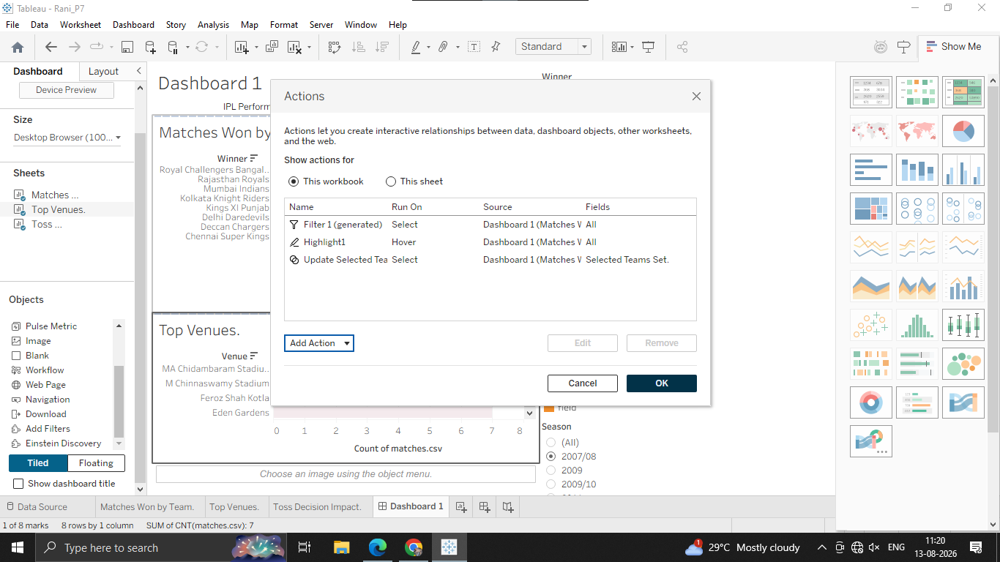 Tableau - Rani_P7
File Data Worksheet Dashboard Story Analysis Map Format Server Window Help
Standard
Show Me
Dashboard Layout
Device Preview
Size
Desktop Browser (100...
Sheets
Matches ...
Top Venues.
Toss ...
Objects
Pulse Metric
Image
Blank
Workflow
Web Page
Navigation
Download
Add Filters
Einstein Discovery
Tiled Floating
Show dashboard title
Dashboard 1
IPL Perform
Matches Won by
Winner
Royal Challengers Bangal..
Rajasthan Royals
Mumbai Indians
Kolkata Knight Riders
Kings XI Punjab
Delhi Daredevils
Deccan Chargers
Chennai Super Kings
Top Venues.
Venue
MA Chidambaram Stadiu..
M Chinnaswamy Stadium
Feroz Shah Kotla
Eden Gardens
0 1 2 3 4 5 6 7 8
Count of matches.csv
Choose an image using the object menu.
Winner
Actions
Actions let you create interactive relationships between data, dashboard objects, other worksheets,
and the web.
Show actions for
This workbook This sheet
Name Run On Source Fields
Filter 1 (generated) Select Dashboard 1 (Matches W All
Highlight1 Hover Dashboard 1 (Matches W All
Update Selected Tea Select Dashboard 1 (Matches W Selected Teams Set.
Add Action Edit Remove
Cancel OK
field
Season
(All)
2007/08
2009
2009/10
Data Source Matches Won by Team. Top Venues. Toss Decision Impact. Dashboard 1
1 of 8 marks 8 rows by 1 column SUM of CNT(matches.csv): 7
Type here to search
1
29°C Mostly cloudy
ENG
11:20
13-08-2026